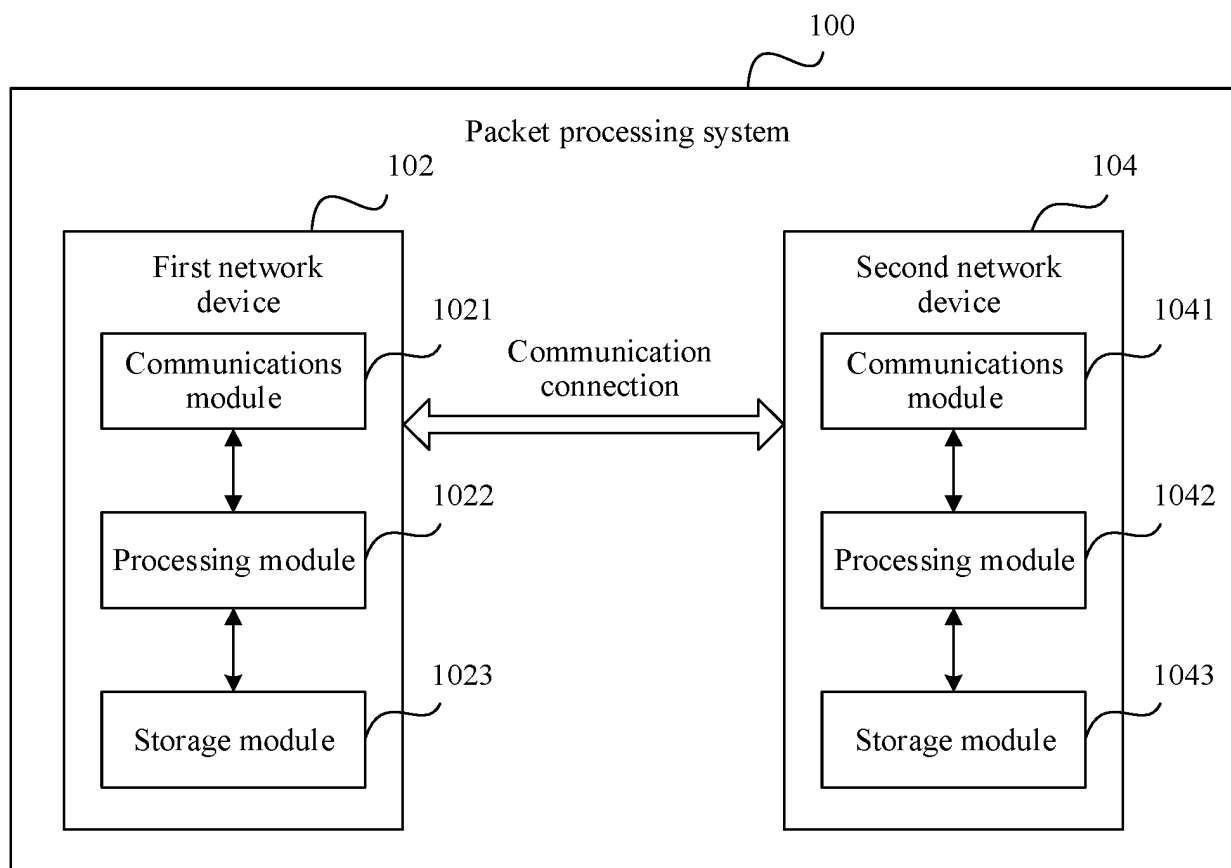 100
Packet processing system
102
104
First network
device
Second network
device
1021
1041
Communications
module
Communication
connection
Communications
module
1022
1042
Processing module
Processing module
1023
1043
Storage module
Storage module